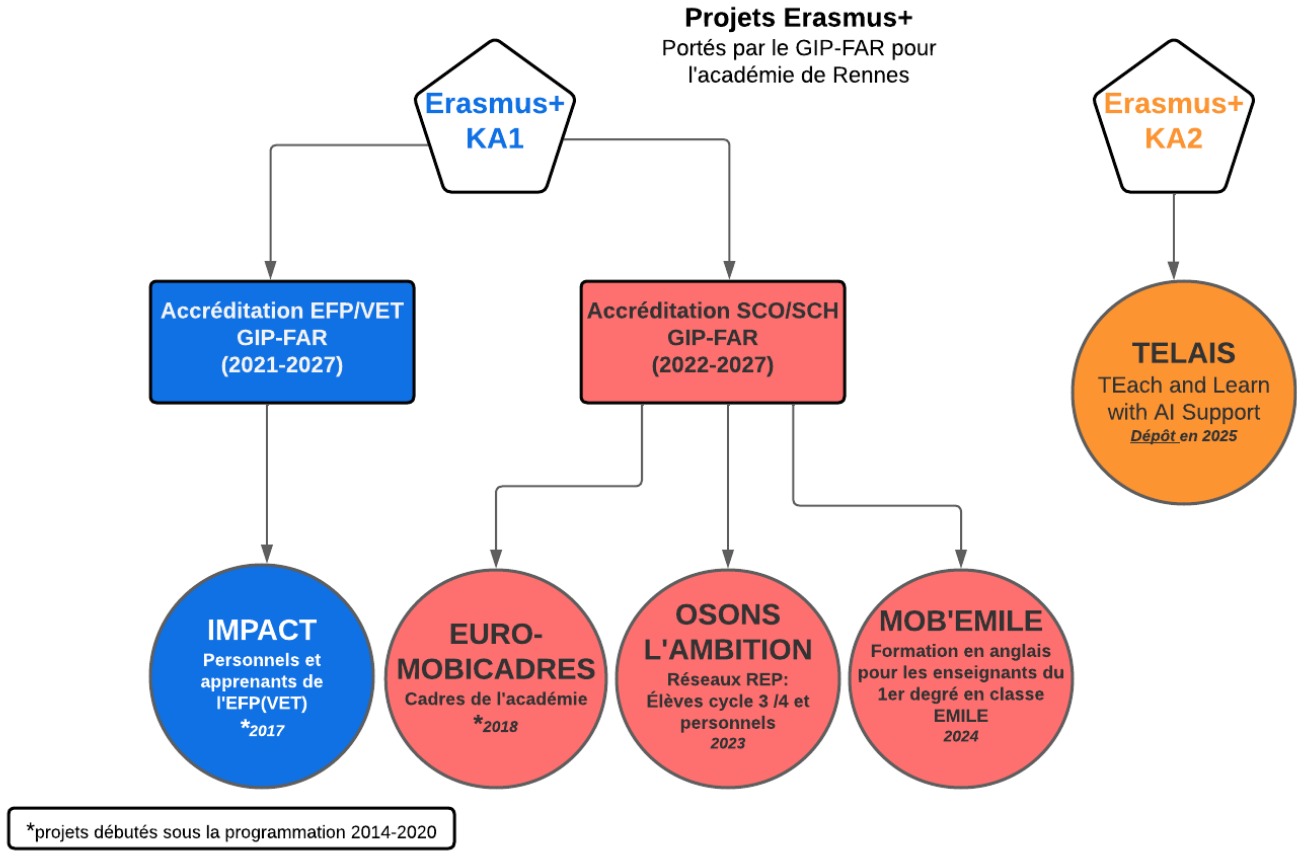 Projets Erasmus+
Portés par le GIP-FAR pour
l'académie de Rennes
Erasmus+
KA1
Erasmus+
KA2
Accréditation EFP/VET
GIP-FAR
(2021-2027)
Accréditation SCO/SCH
GIP-FAR
(2022-2027)
TELAIS
TEach and Learn
with AI Support
Dépôt en 2025
IMPACT
Personnels et
apprenants de
l'EFP(VET)
*2017
EURO-
MOBICADRES
Cadres de l'académie
*2018
OSONS
L'AMBITION
Réseaux REP:
Élèves cycle 3 /4 et
personnels
2023
MOB'EMILE
Formation en anglais
pour les enseignants du
1er degré en classe
EMILE
2024
*projets débutés sous la programmation 2014-2020